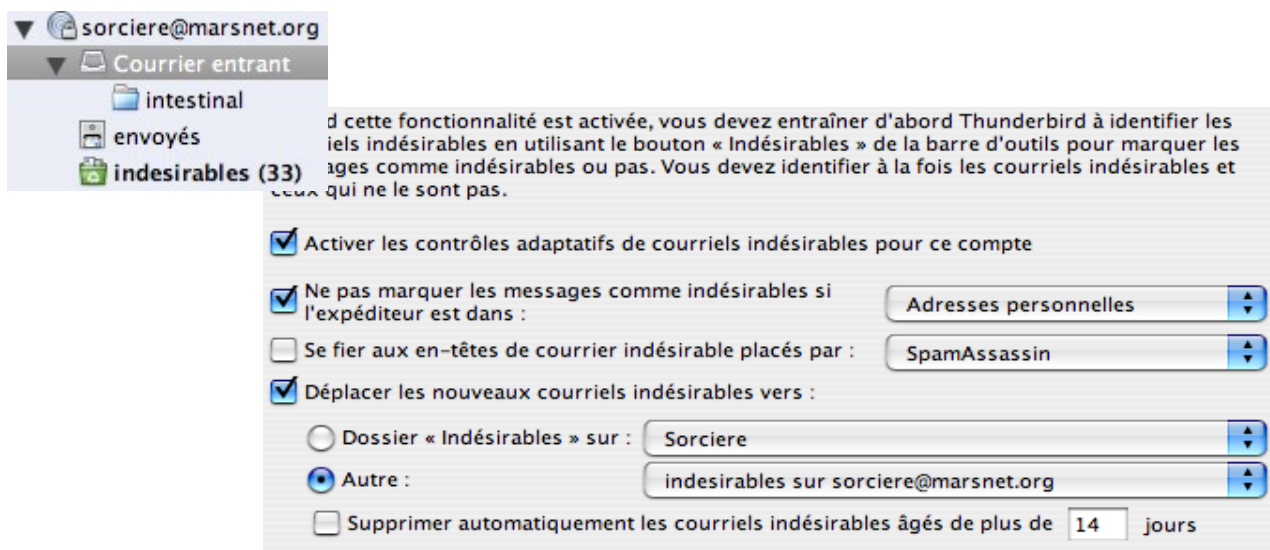 sorciere@marsnet.org
Courrier entrant
intestinal
envoyés
indesirables (33)
d cette fonctionnalité est activée, vous devez entraîner d'abord Thunderbird à identifier les
iels indésirables en utilisant le bouton « Indésirables » de la barre d'outils pour marquer les
ages comme indésirables ou pas. Vous devez identifier à la fois les courriels indésirables et
ceux qui ne le sont pas.
Activer les contrôles adaptatifs de courriels indésirables pour ce compte
Ne pas marquer les messages comme indésirables si
l'expéditeur est dans :
Adresses personnelles
Se fier aux en-têtes de courrier indésirable placés par :
SpamAssassin
Déplacer les nouveaux courriels indésirables vers :
Dossier « Indésirables » sur :
Sorciere
Autre :
indesirables sur sorciere@marsnet.org
Supprimer automatiquement les courriels indésirables âgés de plus de 14 jours